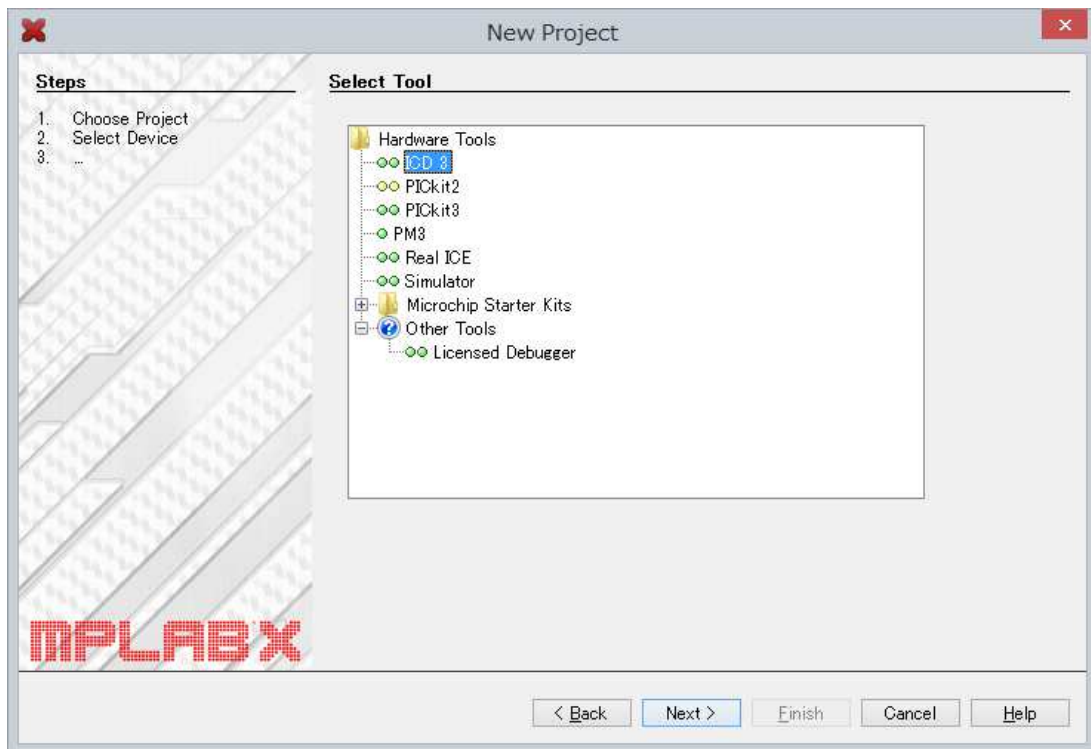 New Project
Steps
1. Choose Project
2. Select Device
3. ...
Select Tool
Hardware Tools
ICD 3
PICkit2
PICkit3
PM3
Real ICE
Simulator
Microchip Starter Kits
Other Tools
Licensed Debugger
MPLAB X
< Back Next > Finish Cancel Help